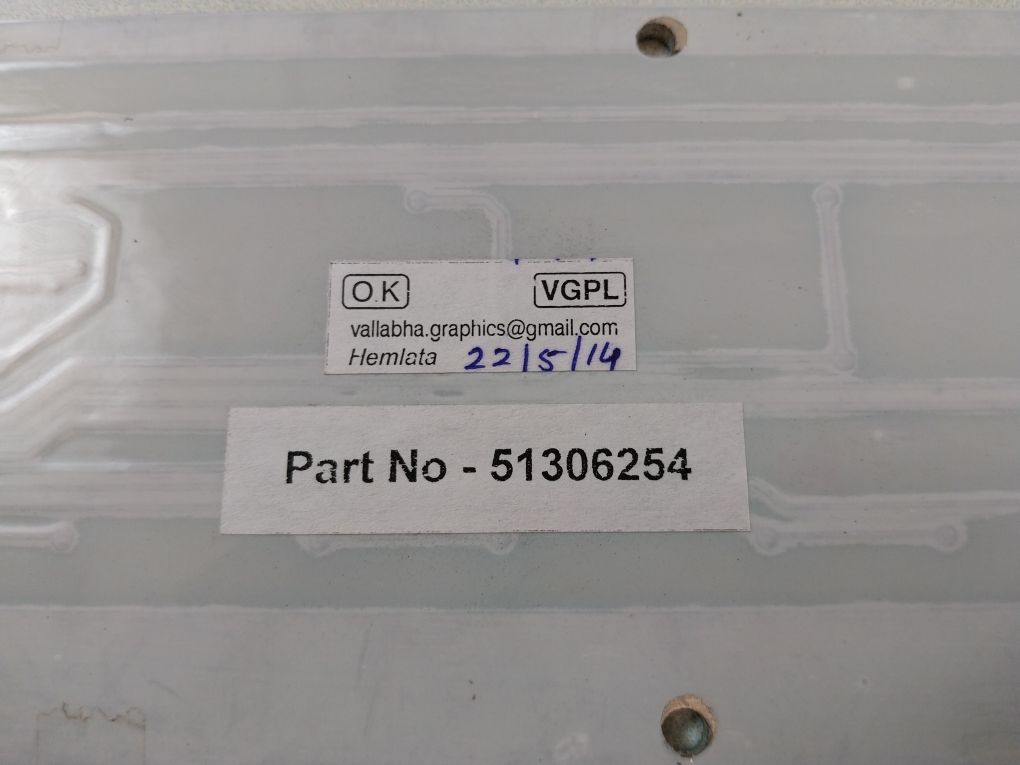 O.K VGPL
vallabha.graphics@gmail.com
Hemlata 22/5/14
Part No - 51306254